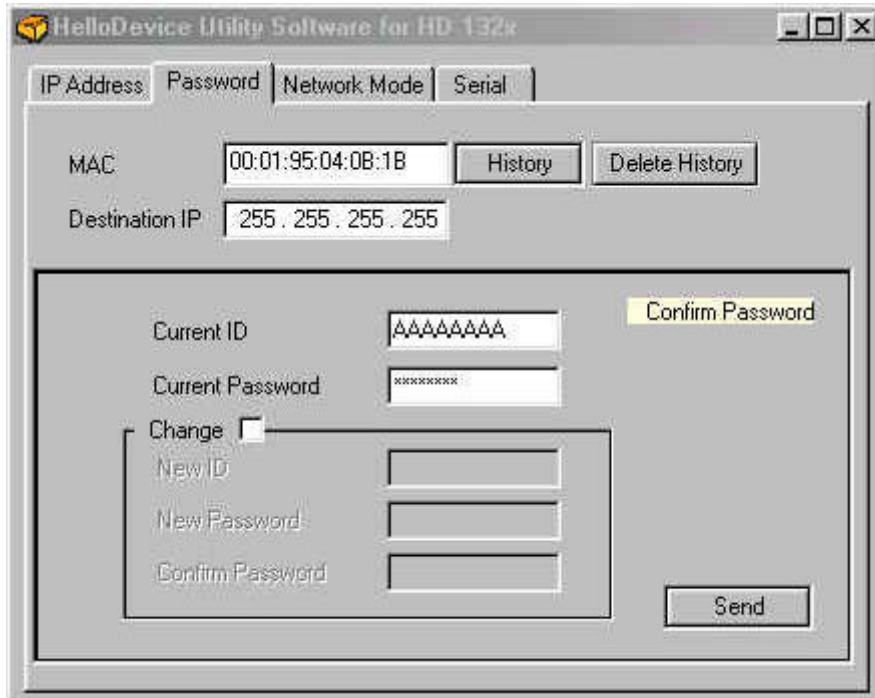 HelloDevice Utility Software for HD 132x
IP Address Password Network Mode Serial
MAC 00:01:95:04:0B:1B History Delete History
Destination IP 255 . 255 . 255 . 255
Confirm Password
Current ID AAAAAAAA
Current Password ********
Change
New ID
New Password
Confirm Password
Send